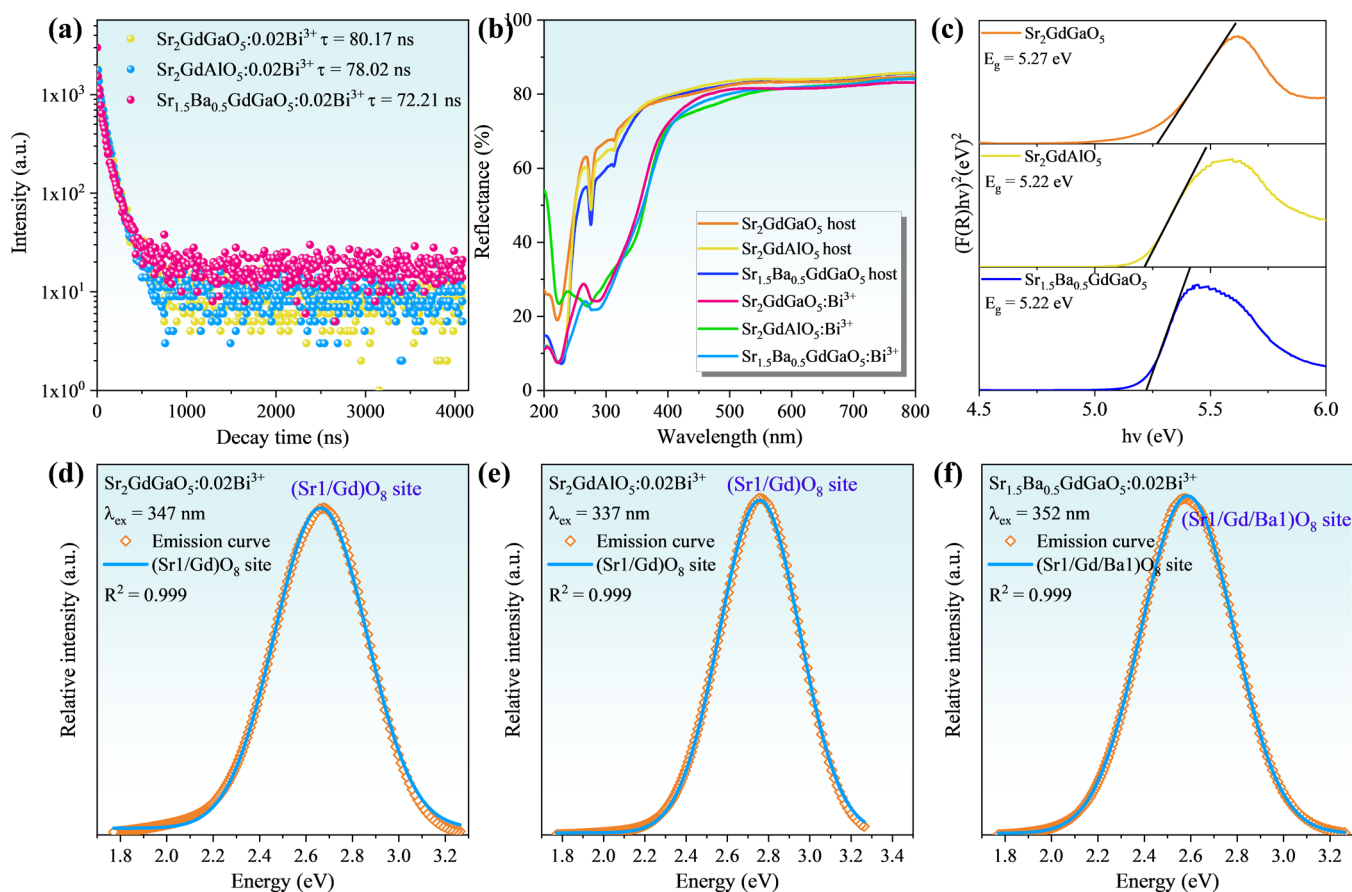 (a)
Sr₂GdGaO₅:0.02Bi³⁺ τ = 80.17 ns
Sr₂GdAlO₅:0.02Bi³⁺ τ = 78.02 ns
Sr₁.₅Ba₀.₅GdGaO₅:0.02Bi³⁺ τ = 72.21 ns
1x10³
1x10²
1x10¹
1x10⁰
Intensity (a.u.)
0 1000 2000 3000 4000
Decay time (ns)
(b)
100
80
60
40
20
0
Reflectance (%)
Sr₂GdGaO₅ host
Sr₂GdAlO₅ host
Sr₁.₅Ba₀.₅GdGaO₅ host
Sr₂GdGaO₅:Bi³⁺
Sr₂GdAlO₅:Bi³⁺
Sr₁.₅Ba₀.₅GdGaO₅:Bi³⁺
200 300 400 500 600 700 800
Wavelength (nm)
(c)
Sr₂GdGaO₅
E_g = 5.27 eV
Sr₂GdAlO₅
E_g = 5.22 eV
Sr₁.₅Ba₀.₅GdGaO₅
E_g = 5.22 eV
(F(R)hv)²(eV)²
4.5 5.0 5.5 6.0
hv (eV)
(d)
Sr₂GdGaO₅:0.02Bi³⁺
(Sr1/Gd)O₈ site
λₑₓ = 347 nm
Emission curve
(Sr1/Gd)O₈ site
R² = 0.999
Relative intensity (a.u.)
1.8 2.0 2.2 2.4 2.6 2.8 3.0 3.2
Energy (eV)
(e)
Sr₂GdAlO₅:0.02Bi³⁺
(Sr1/Gd)O₈ site
λₑₓ = 337 nm
Emission curve
(Sr1/Gd)O₈ site
R² = 0.999
Relative intensity (a.u.)
1.8 2.0 2.2 2.4 2.6 2.8 3.0 3.2 3.4
Energy (eV)
(f)
Sr₁.₅Ba₀.₅GdGaO₅:0.02Bi³⁺
λₑₓ = 352 nm
(Sr1/Gd/Ba1)O₈ site
Emission curve
(Sr1/Gd/Ba1)O₈ site
R² = 0.999
Relative intensity (a.u.)
1.8 2.0 2.2 2.4 2.6 2.8 3.0 3.2
Energy (eV)